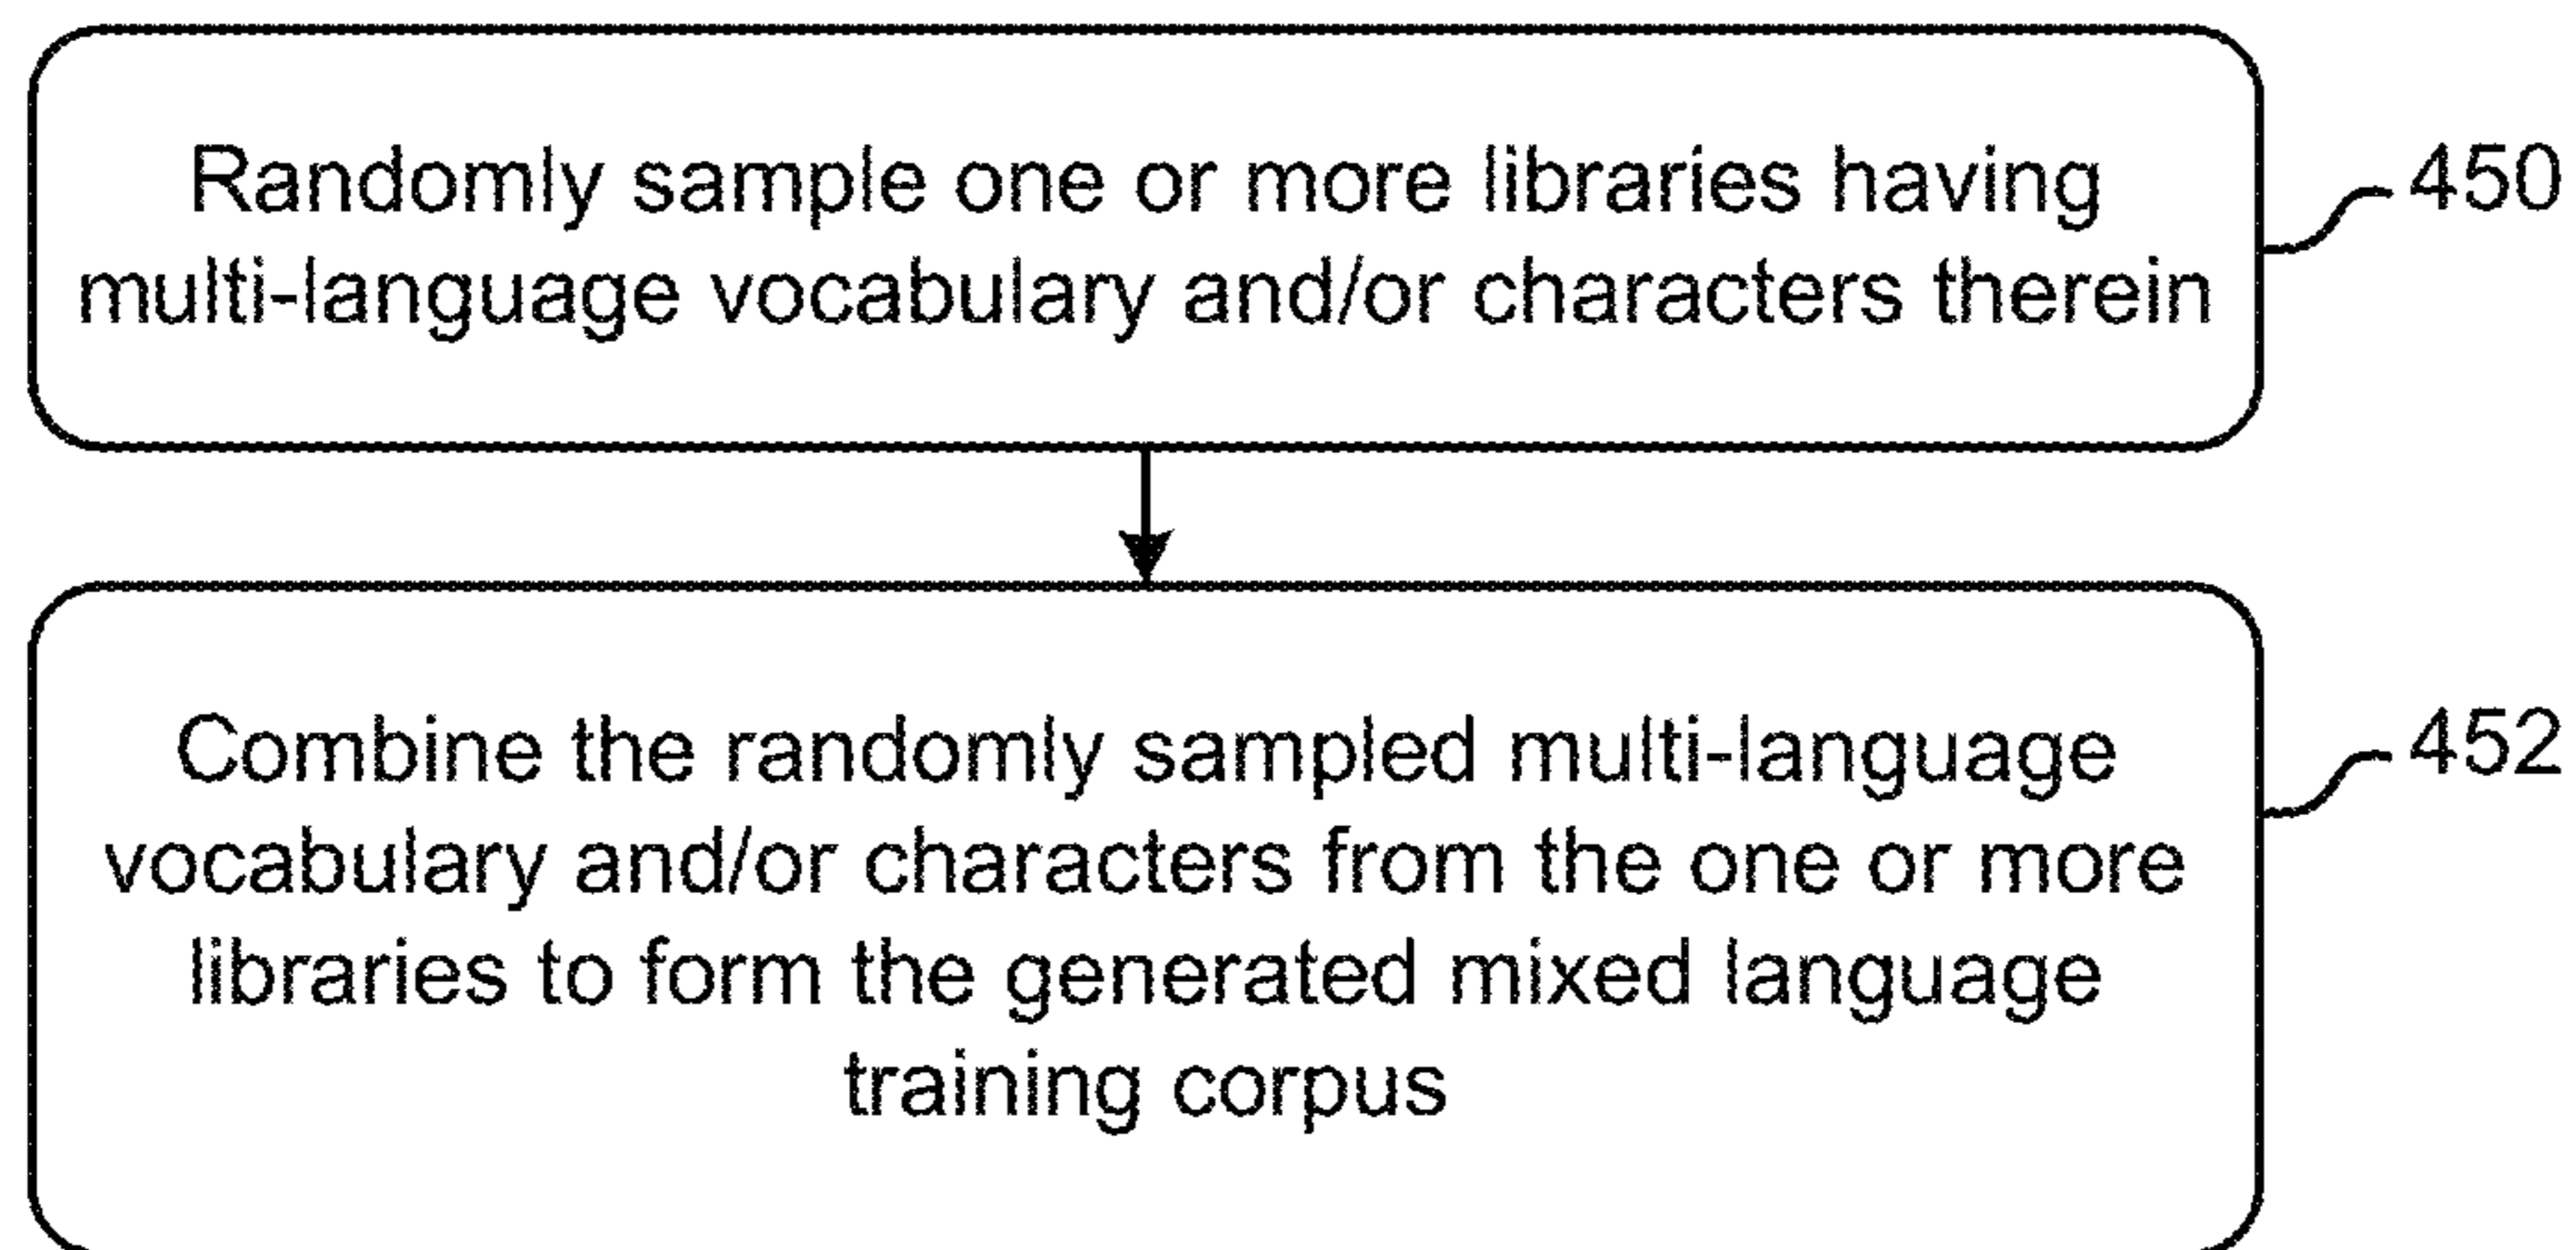 Randomly sample one or more libraries having
multi-language vocabulary and/or characters therein
450
Combine the randomly sampled multi-language
vocabulary and/or characters from the one or more
libraries to form the generated mixed language
training corpus
452